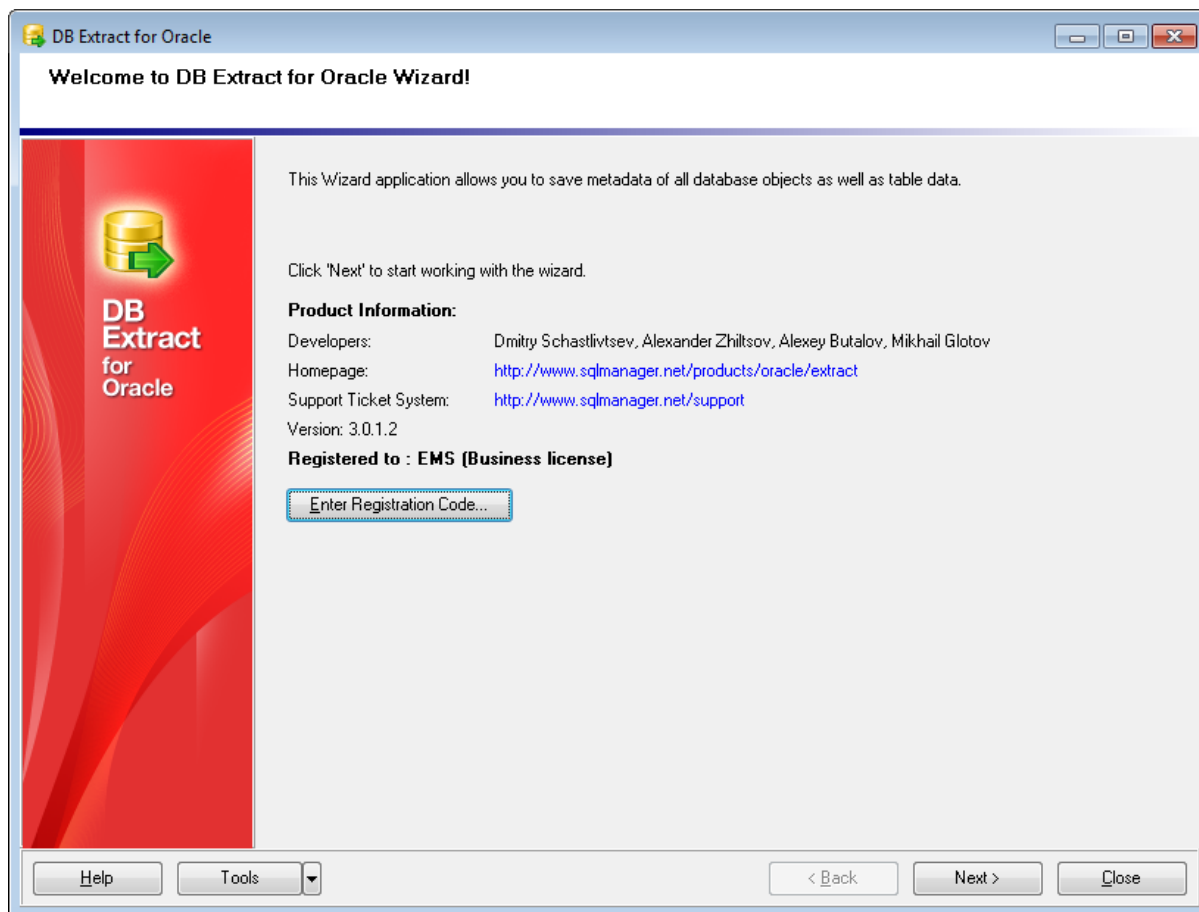 DB Extract for Oracle
Welcome to DB Extract for Oracle Wizard!
DB
Extract
for
Oracle
This Wizard application allows you to save metadata of all database objects as well as table data.
Click 'Next' to start working with the wizard.
Product Information:
Developers: Dmitry Schastlivtsev, Alexander Zhiltsov, Alexey Butalov, Mikhail Glotov
Homepage: http://www.sqlmanager.net/products/oracle/extract
Support Ticket System: http://www.sqlmanager.net/support
Version: 3.0.1.2
Registered to : EMS (Business license)
Enter Registration Code...
Help Tools < Back Next > Close